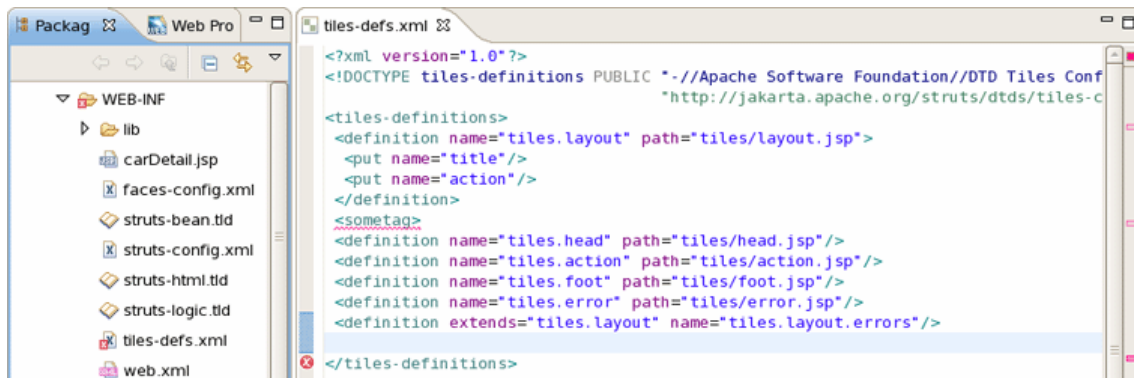 Packag
Web Pro
WEB-INF
lib
carDetail.jsp
faces-config.xml
struts-bean.tld
struts-config.xml
struts-html.tld
struts-logic.tld
tiles-defs.xml
web.xml
tiles-defs.xml
<?xml version="1.0"?>
<!DOCTYPE tiles-definitions PUBLIC "-//Apache Software Foundation//DTD Tiles Conf
"http://jakarta.apache.org/struts/dtds/tiles-c
<tiles-definitions>
<definition name="tiles.layout" path="tiles/layout.jsp">
<put name="title"/>
<put name="action"/>
</definition>
<sometag>
<definition name="tiles.head" path="tiles/head.jsp"/>
<definition name="tiles.action" path="tiles/action.jsp"/>
<definition name="tiles.foot" path="tiles/foot.jsp"/>
<definition name="tiles.error" path="tiles/error.jsp"/>
<definition extends="tiles.layout" name="tiles.layout.errors"/>
</tiles-definitions>